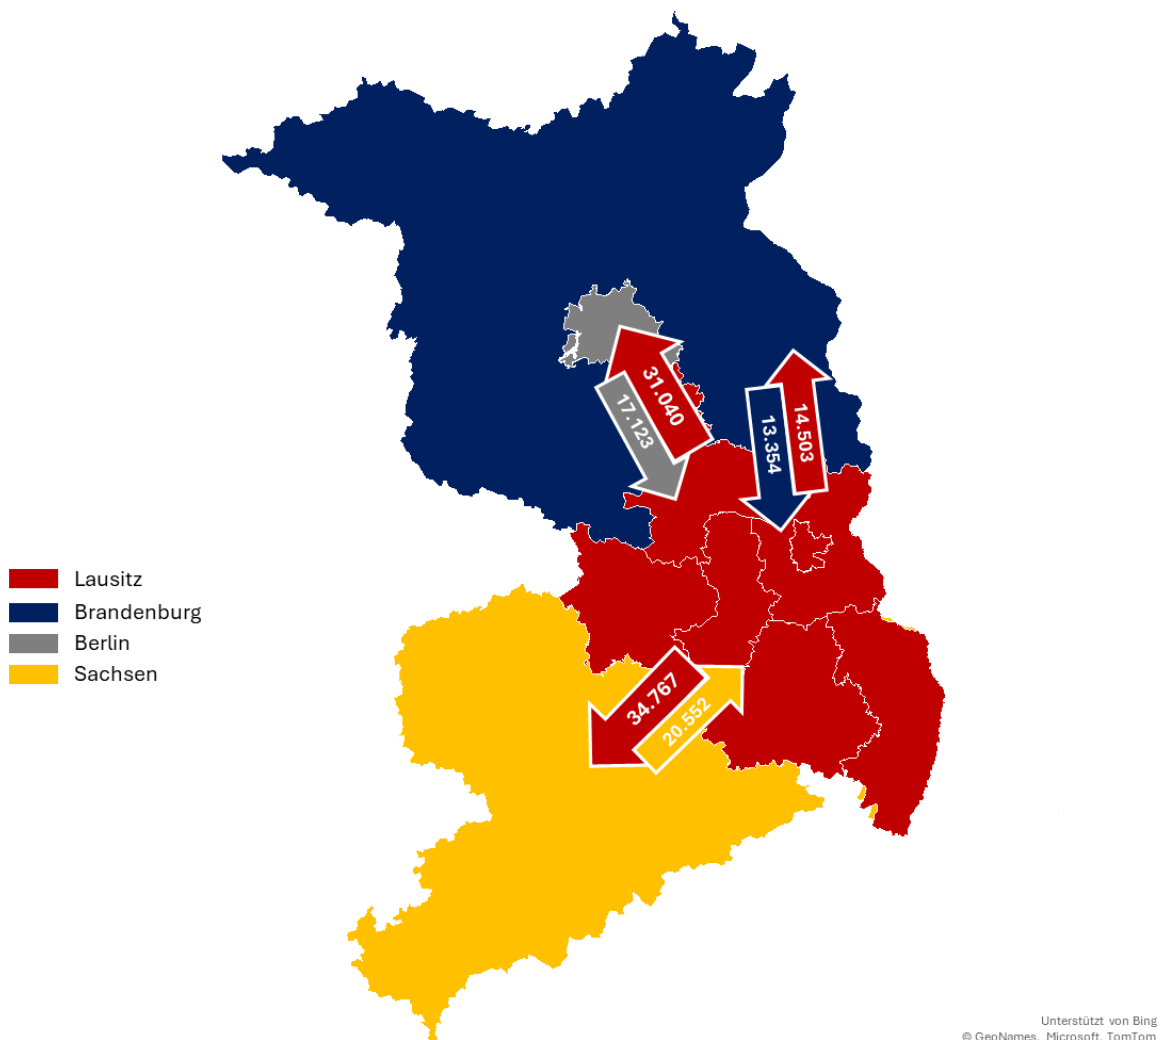 31.040
17.123
14.503
13.354
Lausitz
Brandenburg
Berlin
Sachsen
34.767
20.552
Unterstützt von Bing
© GeoNames, Microsoft, TomTom